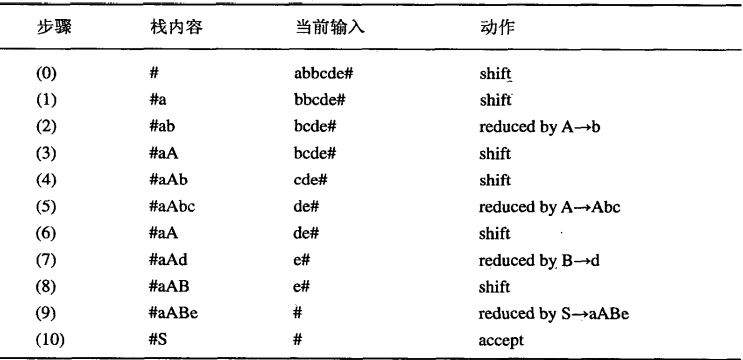 步骤 栈内容 当前输入 动作
(0) # abbcde# shift
(1) #a bbcde# shift
(2) #ab bcde# reduced by A→b
(3) #aA bcde# shift
(4) #aAb cde# shift
(5) #aAbc de# reduced by A→Abc
(6) #aA de# shift
(7) #aAd e# reduced by B→d
(8) #aAB e# shift
(9) #aABe # reduced by S→aABe
(10) #S # accept